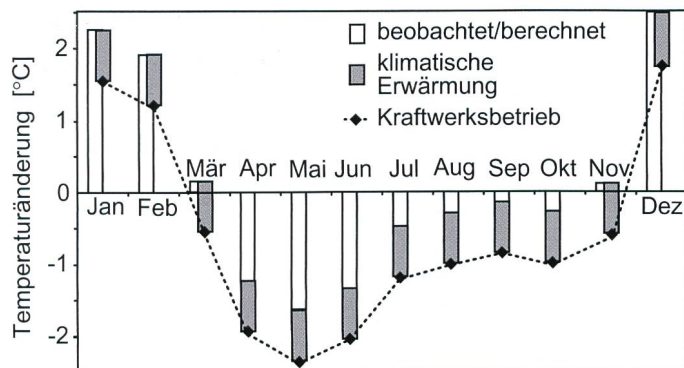 Temperaturänderung [°C]
2
1
0
-1
-2
beobachtet/berechnet
klimatische
Erwärmung
Kraftwerksbetrieb
Mär Apr Mai Jun Jul Aug Sep Okt Nov
Jan Feb Dez